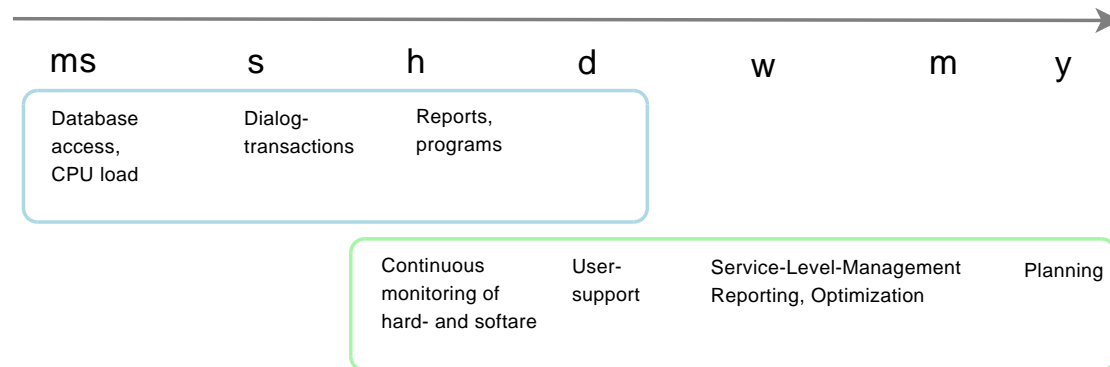 ms s h d w m y
Database
access,
CPU load
Dialog-
transactions
Reports,
programs
Continuous
monitoring of
hard- and softare
User-
support
Service-Level-Management
Reporting, Optimization
Planning